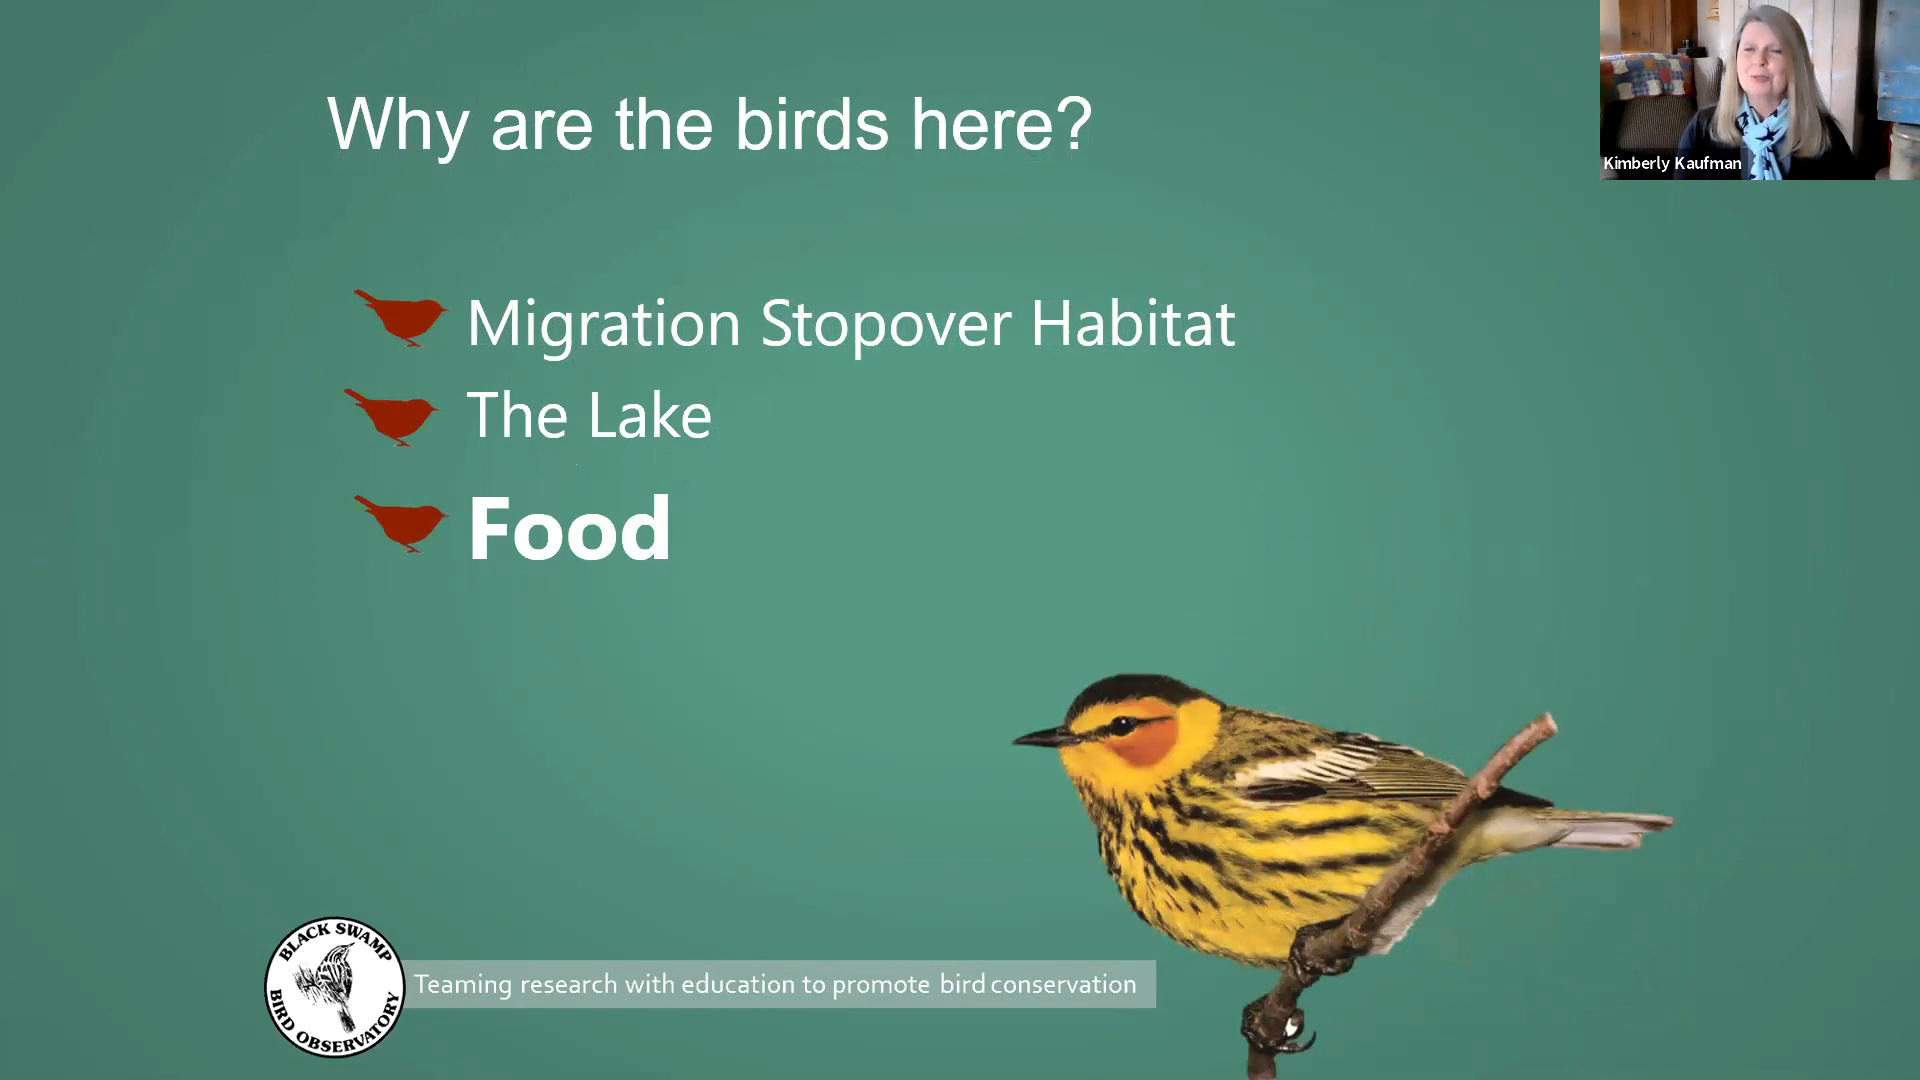 Why are the birds here?
Kimberly Kaufman
Migration Stopover Habitat
The Lake
Food
BLACK SWAMP
BIRD OBSERVATORY
Teaming research with education to promote bird conservation